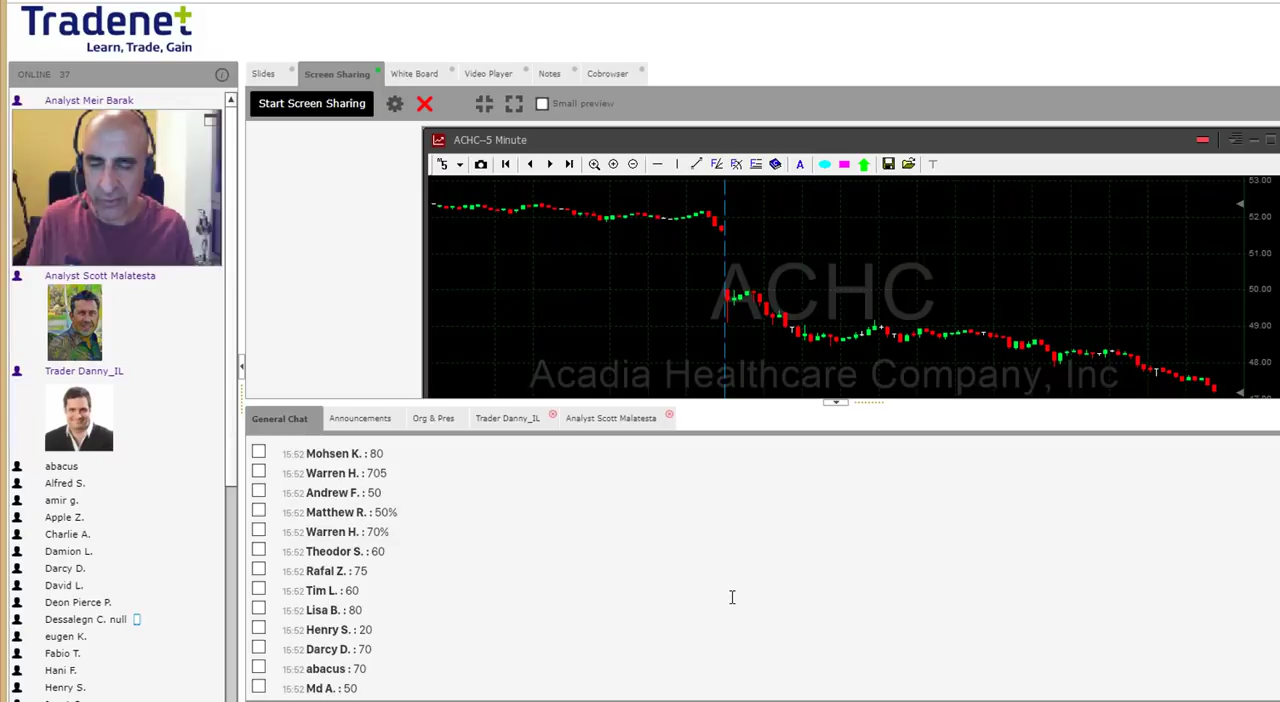 Tradenet
Learn, Trade, Gain
ONLINE 37
Analyst Meir Barak
Analyst Scott Malatesta
Trader Danny_IL
abacus
Alfred S.
amir g.
Apple Z.
Charlie A.
Damion L.
Darcy D.
David L.
Deon Pierce P.
Dessalegn C. null
eugen K.
Fabio T.
Hani F.
Henry S.
Slides
Screen Sharing
White Board
Video Player
Notes
Cobrowser
Start Screen Sharing
Small preview
ACHC--5 Minute
5
A
T
53.00
52.00
51.00
50.00
49.00
48.00
ACHC
Acadia Healthcare Company, Inc
General Chat
Announcements
Org & Pres
Trader Danny_IL
Analyst Scott Malatesta
15:52 Mohsen K. : 80
15:52 Warren H. : 705
15:52 Andrew F. : 50
15:52 Matthew R. : 50%
15:52 Warren H. : 70%
15:52 Theodor S. : 60
15:52 Rafal Z. : 75
15:52 Tim L. : 60
15:52 Lisa B. : 80
15:52 Henry S. : 20
15:52 Darcy D. : 70
15:52 abacus : 70
15:52 Md A. : 50